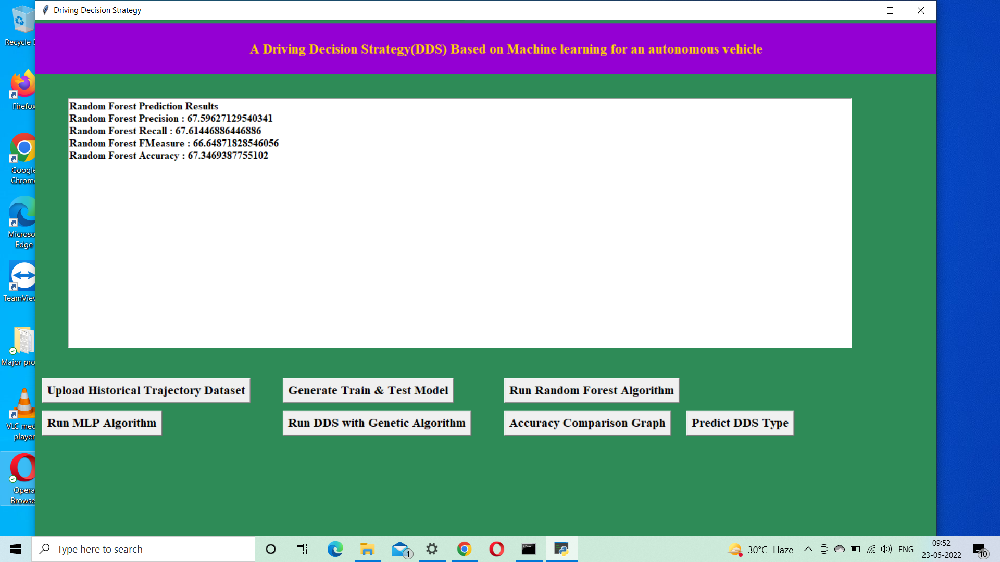 Driving Decision Strategy
A Driving Decision Strategy(DDS) Based on Machine learning for an autonomous vehicle
Random Forest Prediction Results
Random Forest Precision : 67.59627129540341
Random Forest Recall : 67.61446886446886
Random Forest FMeasure : 66.64871828546056
Random Forest Accuracy : 67.3469387755102
Upload Historical Trajectory Dataset
Generate Train & Test Model
Run Random Forest Algorithm
Run MLP Algorithm
Run DDS with Genetic Algorithm
Accuracy Comparison Graph
Predict DDS Type
Recycle B
Firefox
Google
Chrome
Microso
Edge
TeamView
Major pro
VLC med
player
Opera
Browse
Type here to search
1
30°C Haze
ENG
09:52
23-05-2022
10